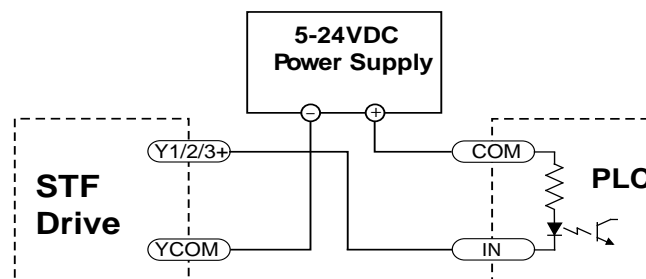 5-24VDC
Power Supply
−
+
Y1/2/3+
COM
STF
Drive
PLC
YCOM
IN